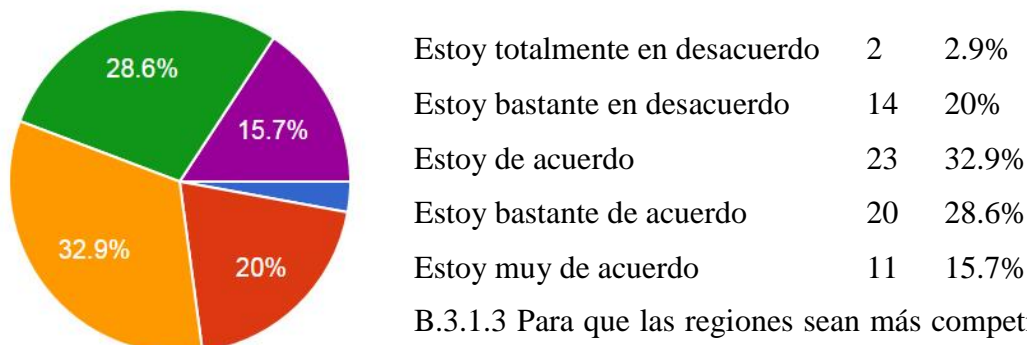 28.6%
15.7%
32.9%
20%
Estoy totalmente en desacuerdo 2 2.9%
Estoy bastante en desacuerdo 14 20%
Estoy de acuerdo 23 32.9%
Estoy bastante de acuerdo 20 28.6%
Estoy muy de acuerdo 11 15.7%
B.3.1.3 Para que las regiones sean más